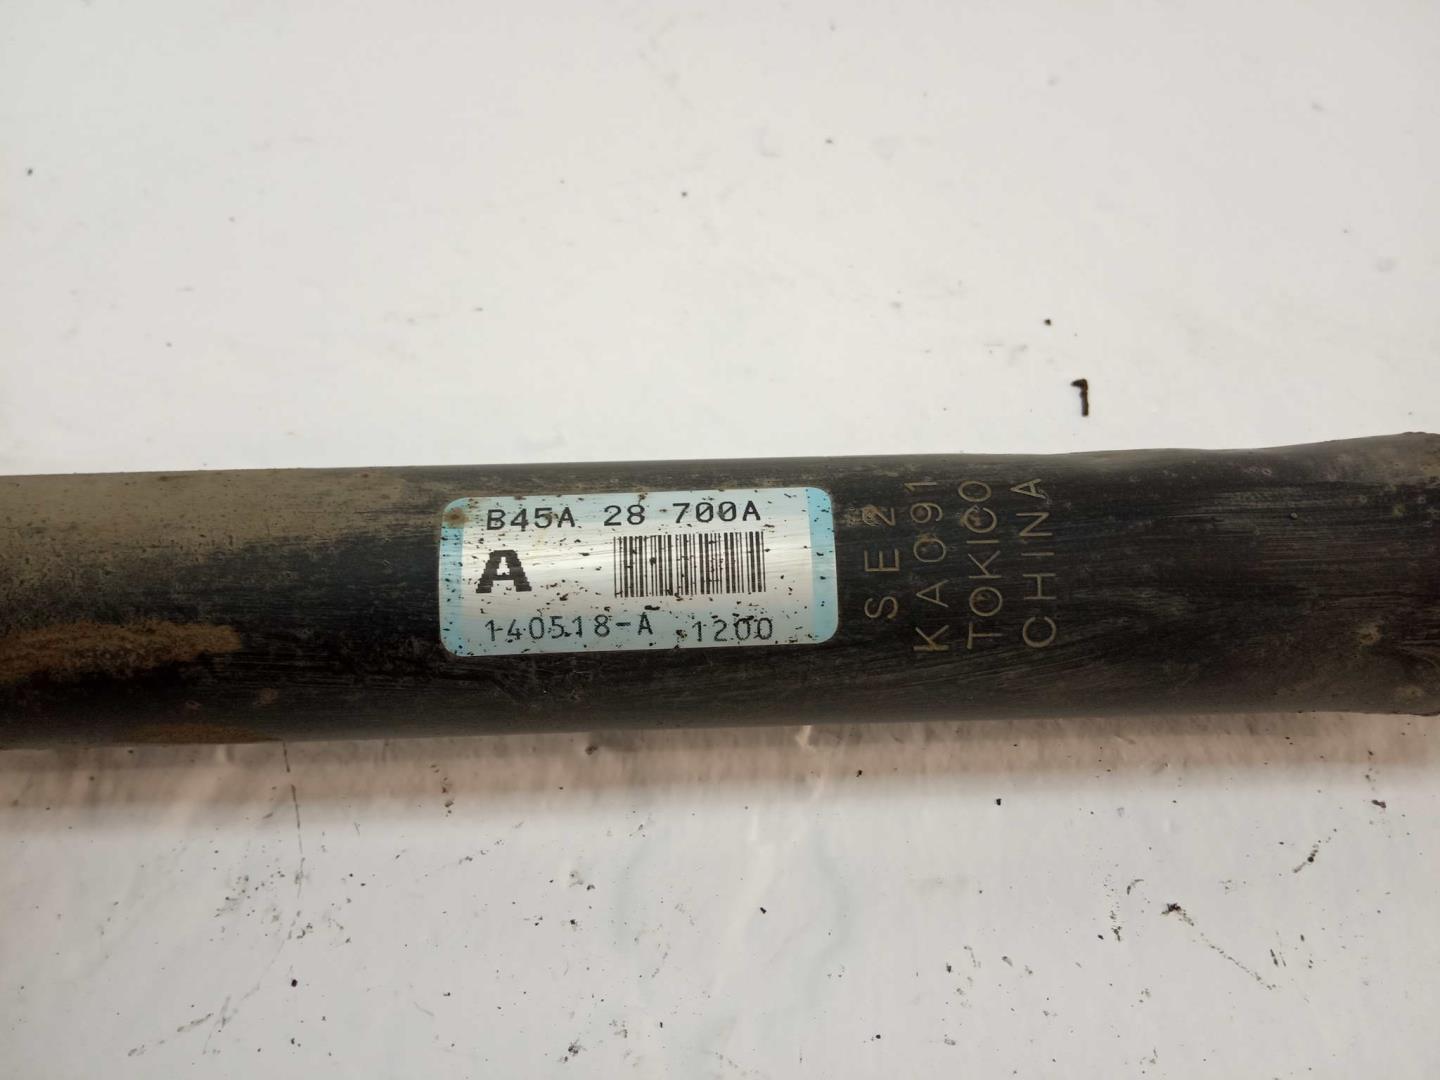 B45A 28 700A
A
140518-A 1200
SE2
KA091
TOKICO
CHINA